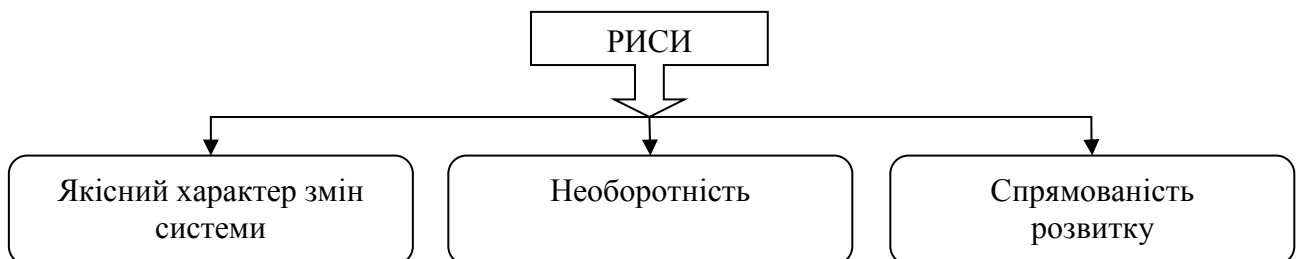 РИСИ
Якісний характер змін
системи
Необоротність
Спрямованість
розвитку